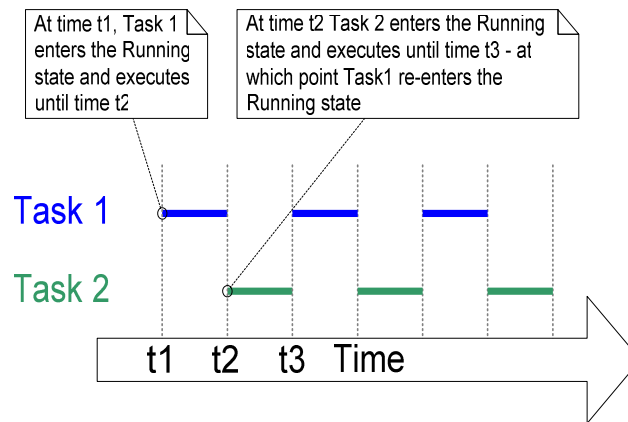 At time t1, Task 1
enters the Running
state and executes
until time t2
At time t2 Task 2 enters the Running
state and executes until time t3 - at
which point Task1 re-enters the
Running state
Task 1
Task 2
t1 t2 t3 Time